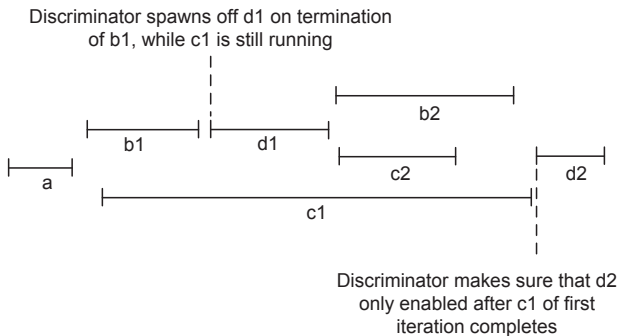 Discriminator spawns off d1 on termination
of b1, while c1 is still running
b2
b1
d1
c2
d2
a
c1
Discriminator makes sure that d2
only enabled after c1 of first
iteration completes